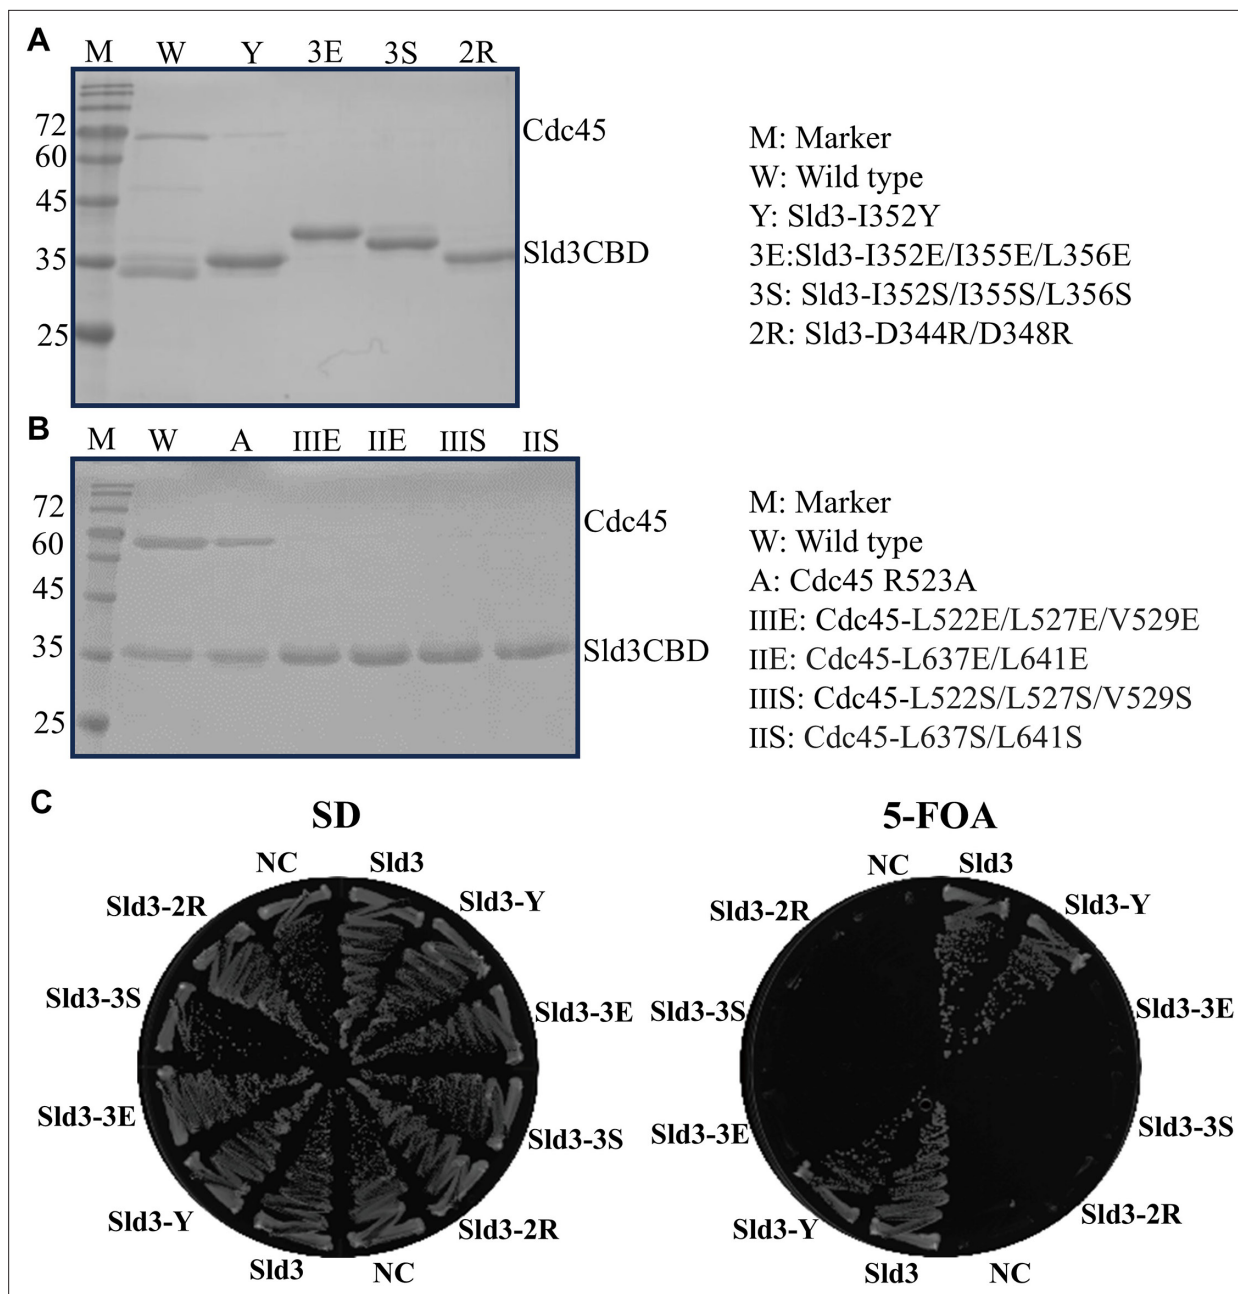 A
M W Y 3E 3S 2R
72
60
45
35
25
Cdc45
Sld3CBD
M: Marker
W: Wild type
Y: Sld3-I352Y
3E:Sld3-I352E/I355E/L356E
3S: Sld3-I352S/I355S/L356S
2R: Sld3-D344R/D348R
B
M W A IIIE IIE IIIS IIS
72
60
45
35
25
Cdc45
Sld3CBD
M: Marker
W: Wild type
A: Cdc45 R523A
IIIE: Cdc45-L522E/L527E/V529E
IIE: Cdc45-L637E/L641E
IIIS: Cdc45-L522S/L527S/V529S
IIS: Cdc45-L637S/L641S
C
SD
NC
Sld3
Sld3-2R
Sld3-Y
Sld3-3S
Sld3-3E
Sld3-3E
Sld3-3S
Sld3-Y
Sld3-2R
Sld3
NC
5-FOA
NC
Sld3
Sld3-2R
Sld3-Y
Sld3-3S
Sld3-3E
Sld3-3E
Sld3-3S
Sld3-Y
Sld3-2R
Sld3
NC